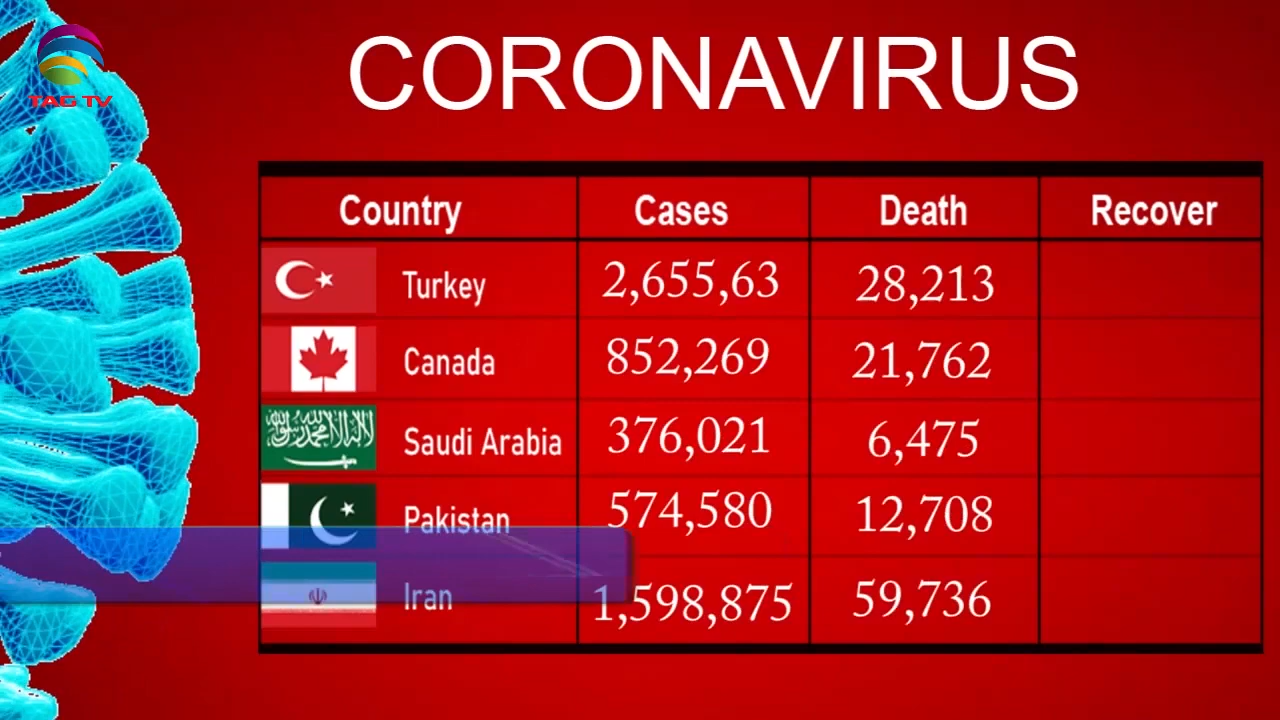 TAG TV
CORONAVIRUS
Country Cases Death Recover
Turkey 2,655,63 28,213
Canada 852,269 21,762
Saudi Arabia 376,021 6,475
Pakistan 574,580 12,708
Iran 1,598,875 59,736